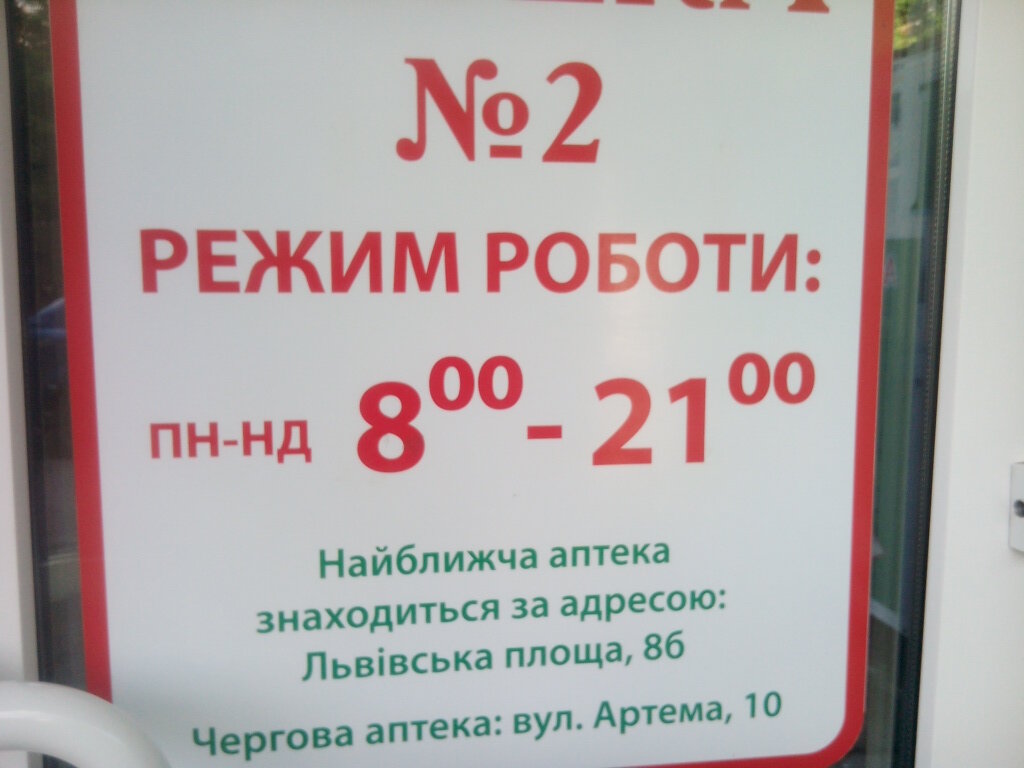 №2
РЕЖИМ РОБОТИ:
ПН-НД 8⁰⁰ - 21⁰⁰
Найближча аптека
знаходиться за адресою:
Львівська площа, 8б
Чергова аптека: вул. Артема, 10